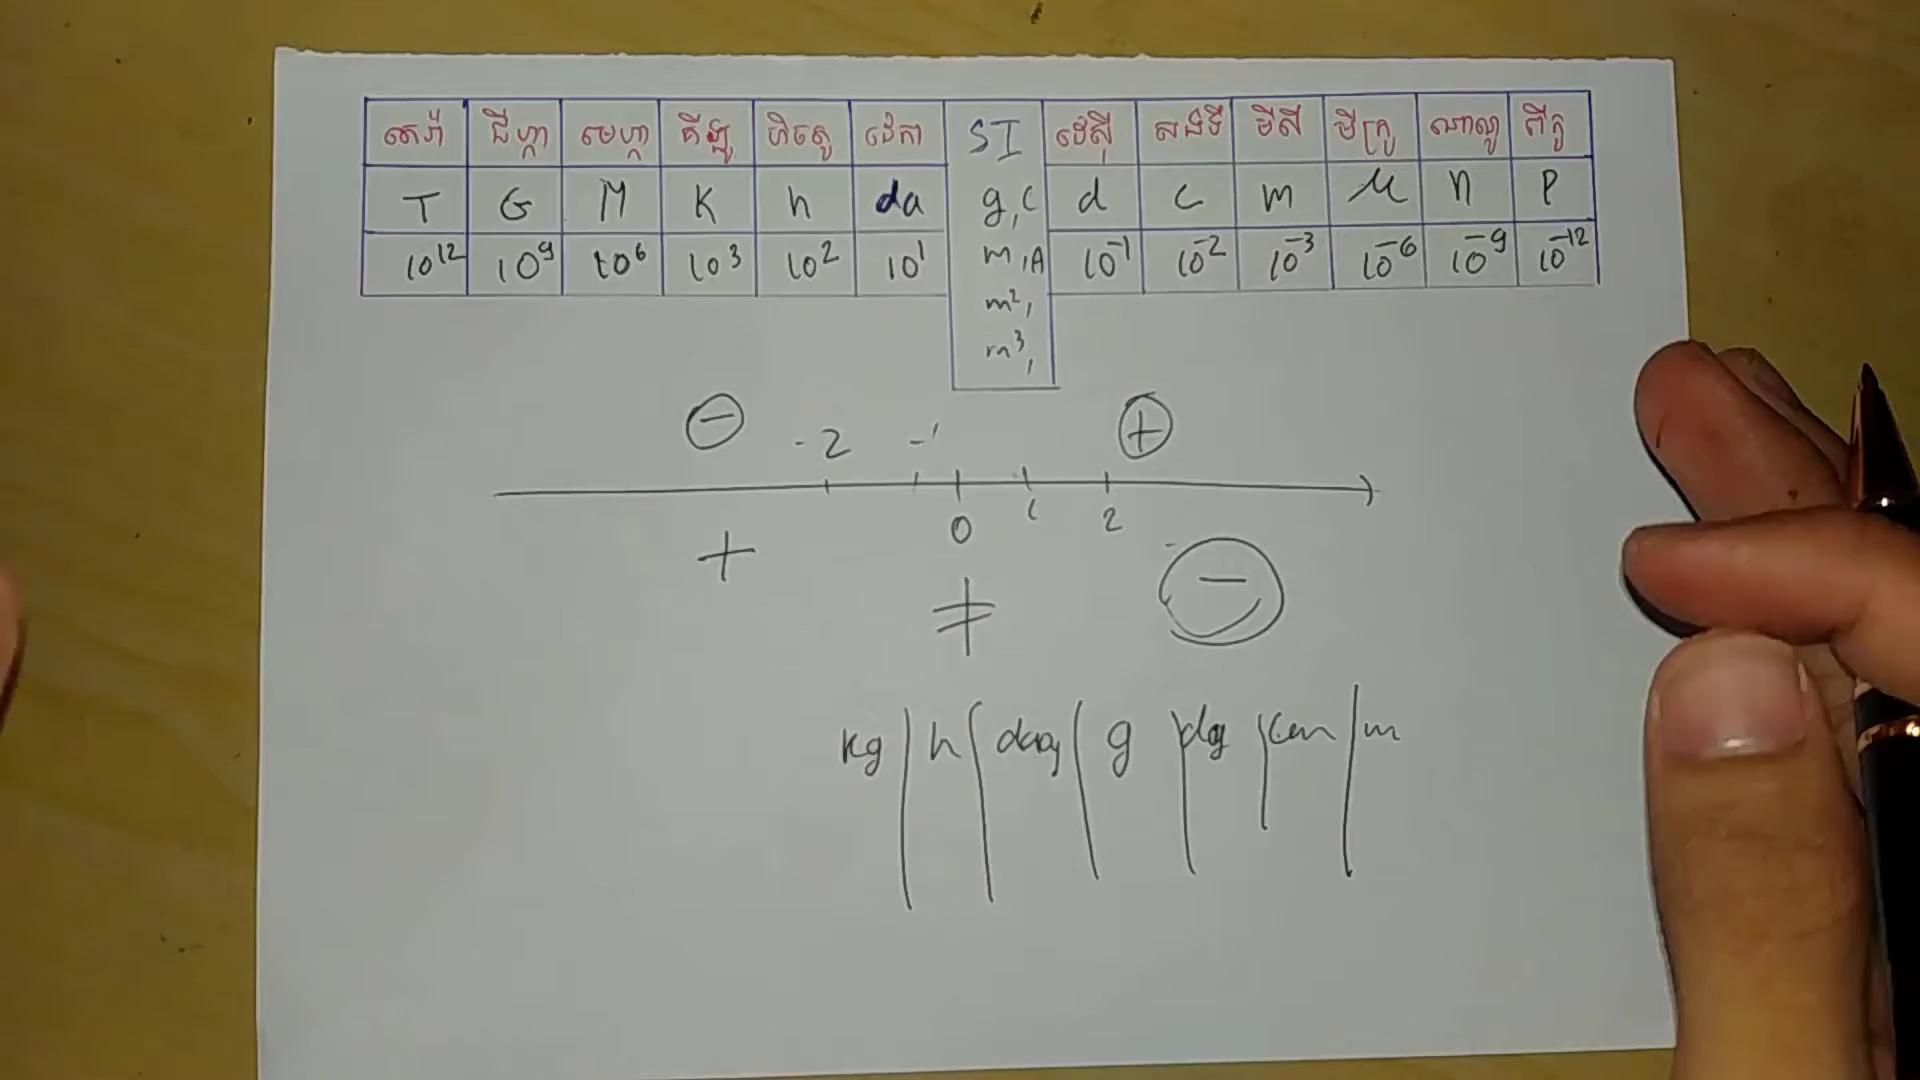 តេរ៉ា ជីហ្កា មេហ្កា គីឡូ ហិចតូ ដេកា SI ដេស៊ី សង់ទី មីលី មីក្រូ ណាណូ ពីកូ
T G M K h da g,C d c m µ n P
10¹² 10⁹ 10⁶ 10³ 10² 10¹ m,A 10⁻¹ 10⁻² 10⁻³ 10⁻⁶ 10⁻⁹ 10⁻¹²
m²,
m³,
⊖ -2 -1 ⊕
0 1 2
+ ≠ −
kg h dag g dg cm m